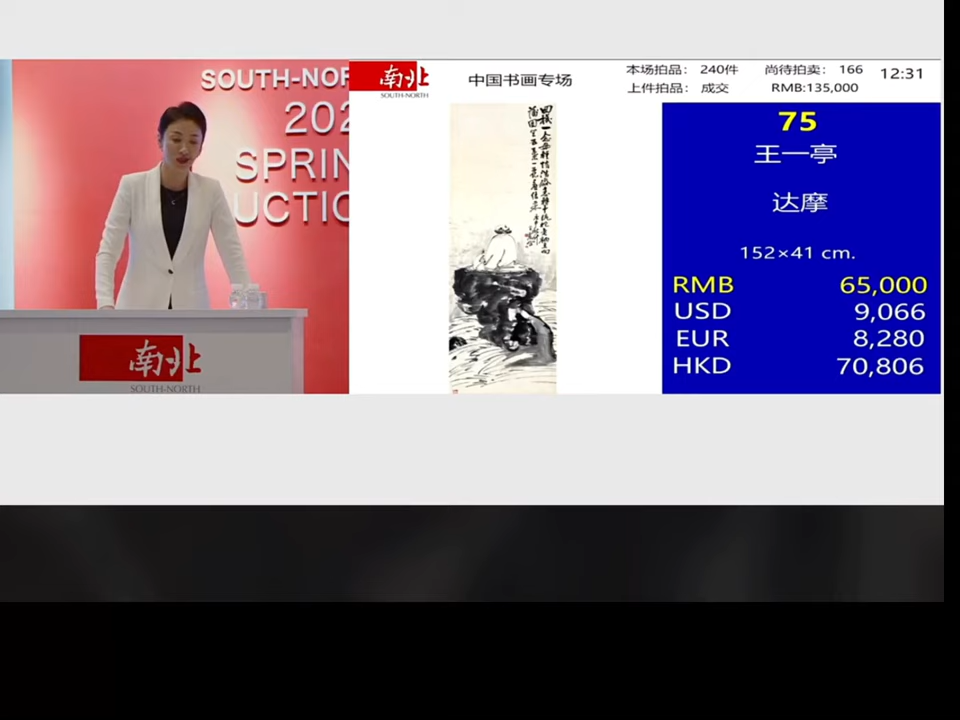 SOUTH-NOR
202
SPRIN
UCTIO
南北
SOUTH-NORTH
南北
SOUTH-NORTH
中国书画专场
本场拍品: 240件 尚待拍卖: 166 12:31
上件拍品: 成交 RMB:135,000
75
王一亭
达摩
152×41 cm.
RMB 65,000
USD 9,066
EUR 8,280
HKD 70,806